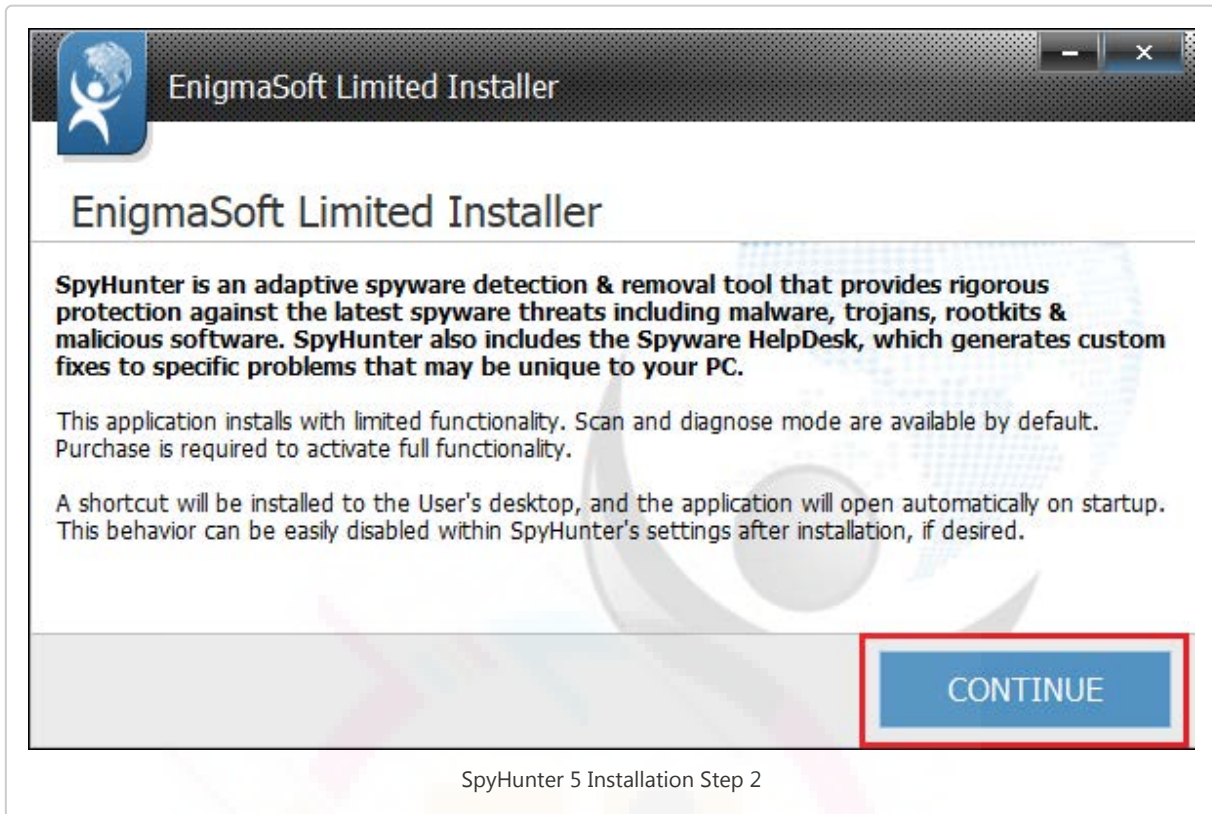 EnigmaSoft Limited Installer
EnigmaSoft Limited Installer
SpyHunter is an adaptive spyware detection & removal tool that provides rigorous
protection against the latest spyware threats including malware, trojans, rootkits &
malicious software. SpyHunter also includes the Spyware HelpDesk, which generates custom
fixes to specific problems that may be unique to your PC.
This application installs with limited functionality. Scan and diagnose mode are available by default.
Purchase is required to activate full functionality.
A shortcut will be installed to the User's desktop, and the application will open automatically on startup.
This behavior can be easily disabled within SpyHunter's settings after installation, if desired.
CONTINUE
SpyHunter 5 Installation Step 2